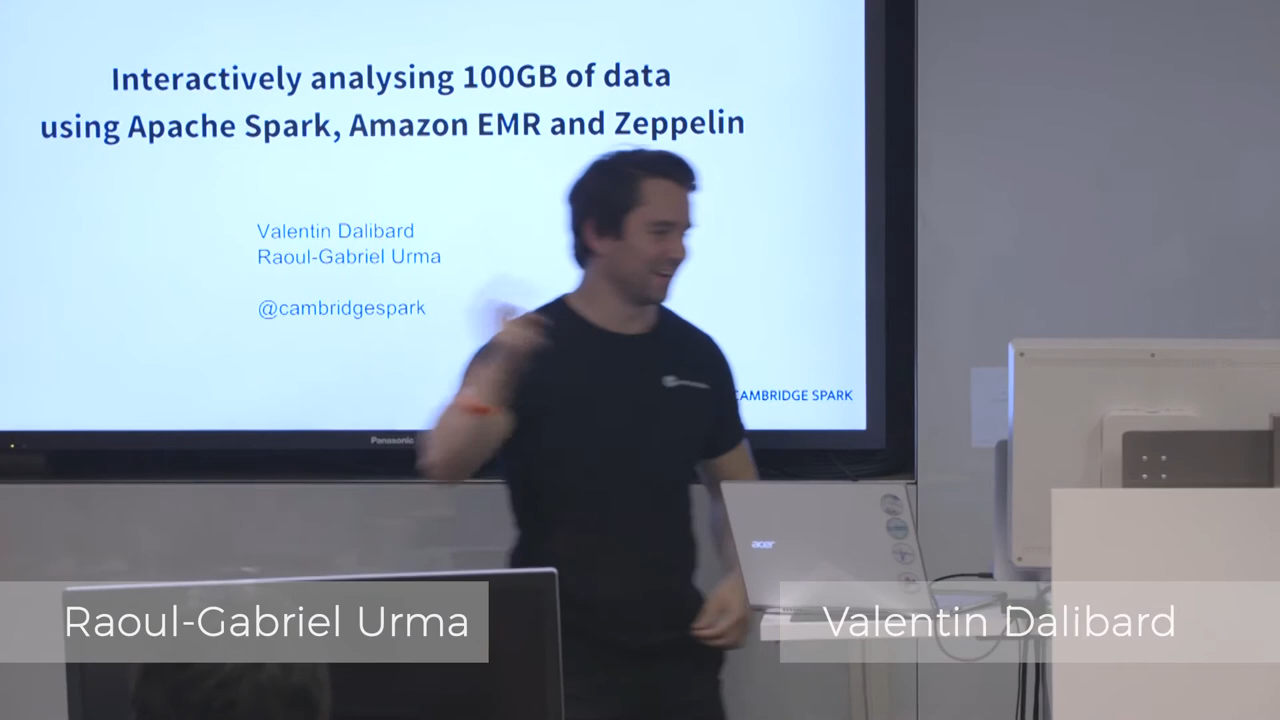 Interactively analysing 100GB of data
using Apache Spark, Amazon EMR and Zeppelin
Valentin Dalibard
Raoul-Gabriel Urma
@cambridgespark
CAMBRIDGE SPARK
Panasonic
acer
Raoul-Gabriel Urma
Valentin Dalibard